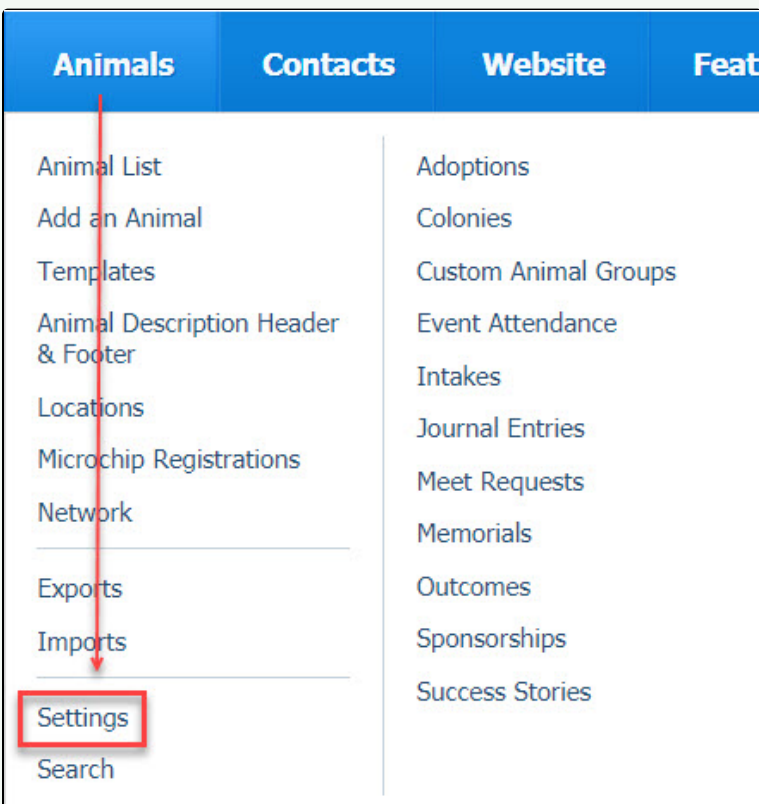 Animals Contacts Website Feat
Animal List
Add an Animal
Templates
Animal Description Header
& Footer
Locations
Microchip Registrations
Network
Exports
Imports
Settings
Search
Adoptions
Colonies
Custom Animal Groups
Event Attendance
Intakes
Journal Entries
Meet Requests
Memorials
Outcomes
Sponsorships
Success Stories